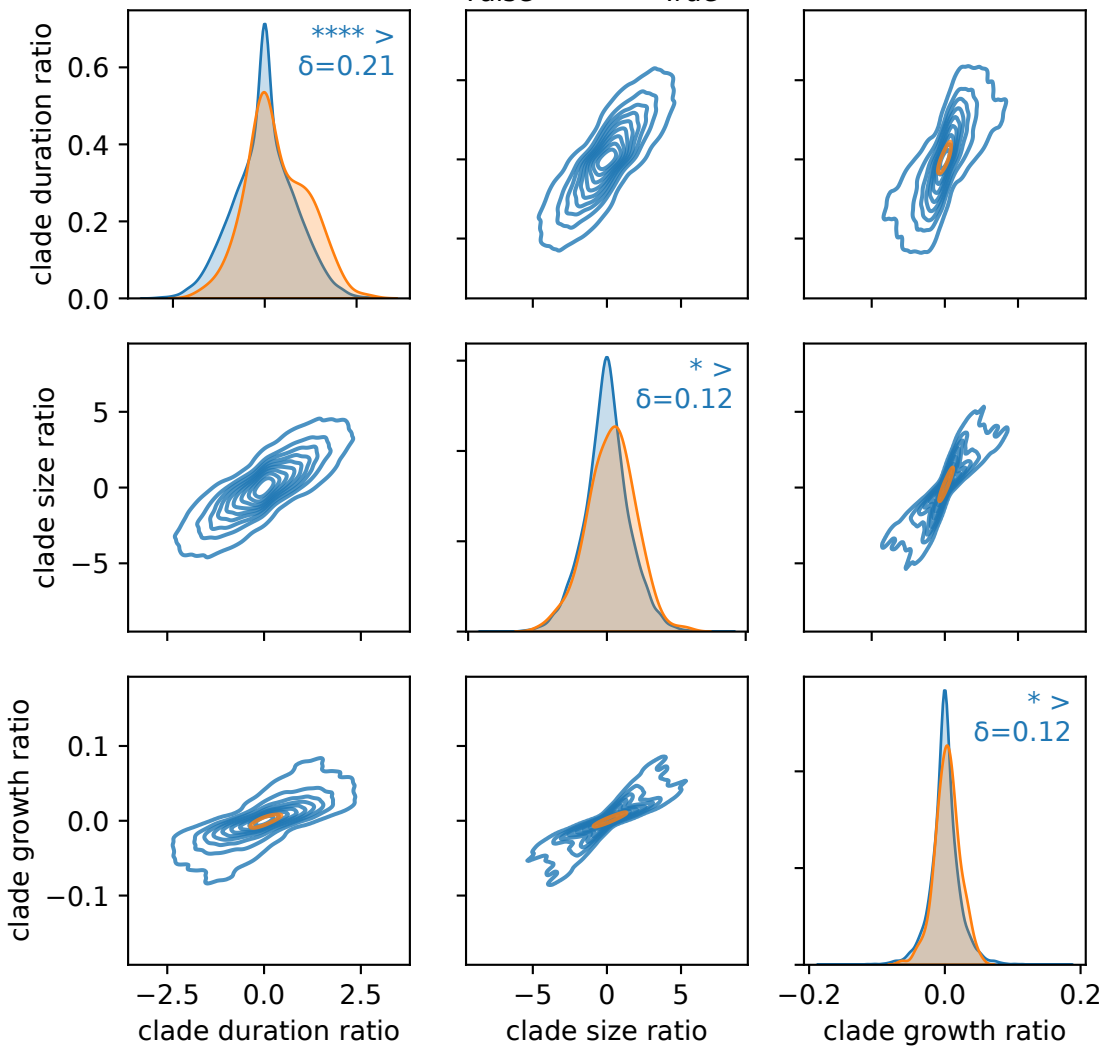 clade duration ratio
0.6
0.4
0.2
0.0
**** >
δ=0.21
clade size ratio
5
0
−5
* >
δ=0.12
clade growth ratio
0.1
0.0
−0.1
* >
δ=0.12
−2.5 0.0 2.5
−5 0 5
−0.2 0.0 0.2
clade duration ratio
clade size ratio
clade growth ratio